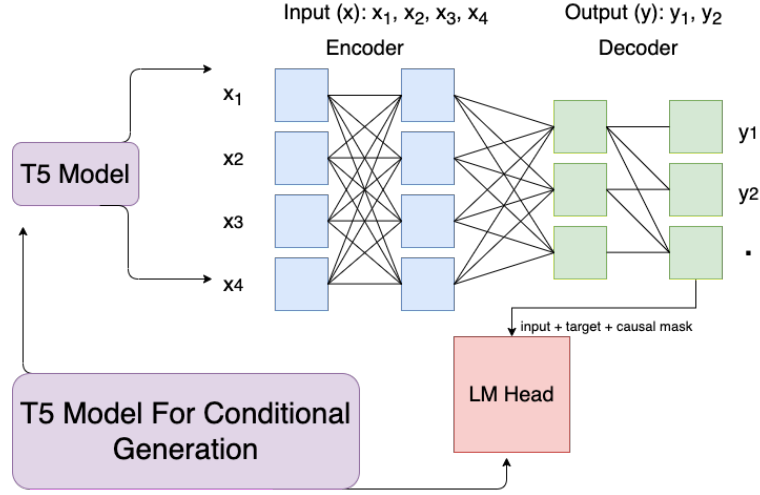 Input (x): x₁, x₂, x₃, x₄
Output (y): y₁, y₂
Encoder
Decoder
x1
y1
T5 Model
x2
y2
x3
.
x4
input + target + causal mask
LM Head
T5 Model For Conditional
Generation